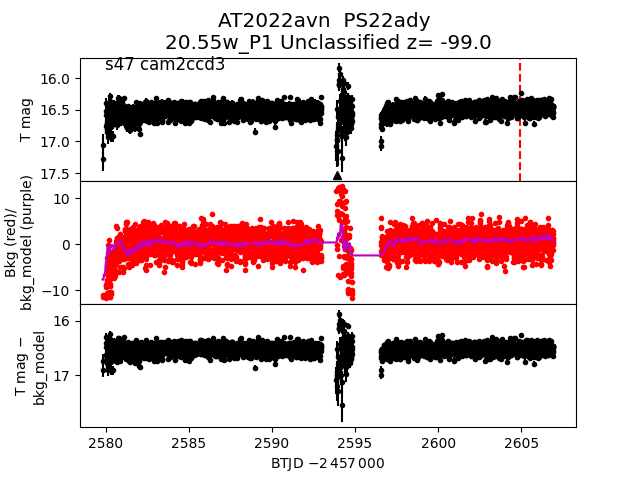 AT2022avn  PS22ady
20.55w_P1 Unclassified z= -99.0
s47 cam2ccd3
16.0
16.5
17.0
17.5
T mag
10
0
−10
Bkg (red)/
bkg_model (purple)
16
17
T mag −
bkg_model
2580
2585
2590
2595
2600
2605
BTJD −2 457 000